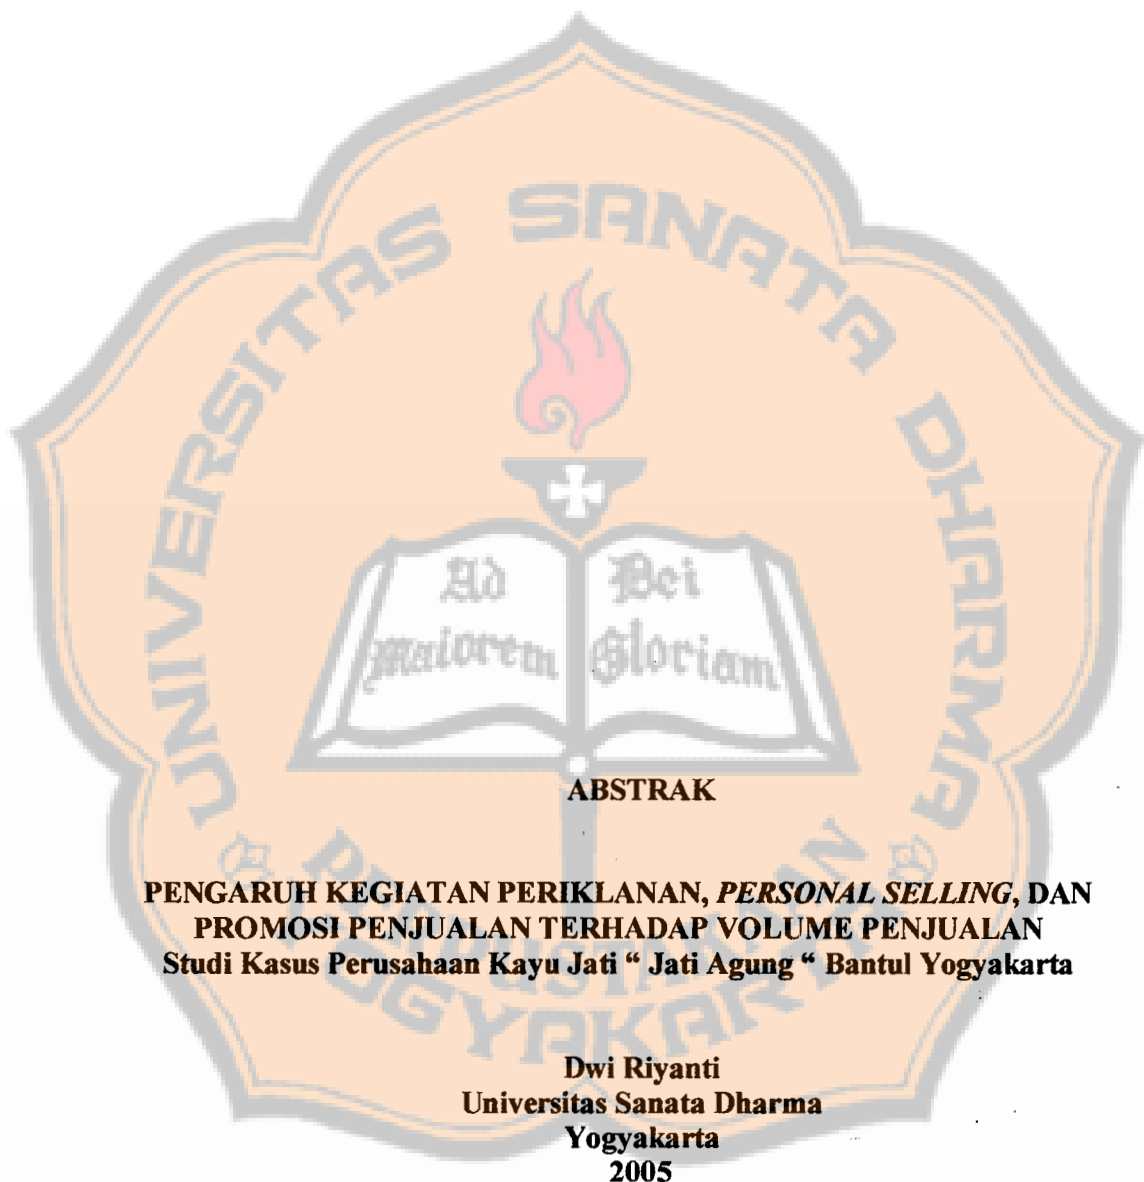 UNIVERSITAS SANATA DHARMA
Ad Dei
Maiorem Gloriam
PERPUSTAKAAN
YOGYAKARTA
ABSTRAK
PENGARUH KEGIATAN PERIKLANAN, PERSONAL SELLING, DAN
PROMOSI PENJUALAN TERHADAP VOLUME PENJUALAN
Studi Kasus Perusahaan Kayu Jati “ Jati Agung “ Bantul Yogyakarta
Dwi Riyanti
Universitas Sanata Dharma
Yogyakarta
2005